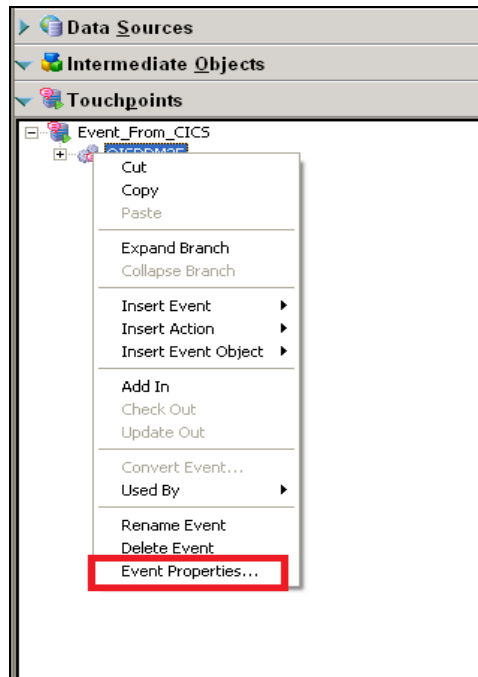 Data Sources
Intermediate Objects
Touchpoints
Event_From_CICS
Cut
Copy
Paste
Expand Branch
Collapse Branch
Insert Event
Insert Action
Insert Event Object
Add In
Check Out
Update Out
Convert Event...
Used By
Rename Event
Delete Event
Event Properties...